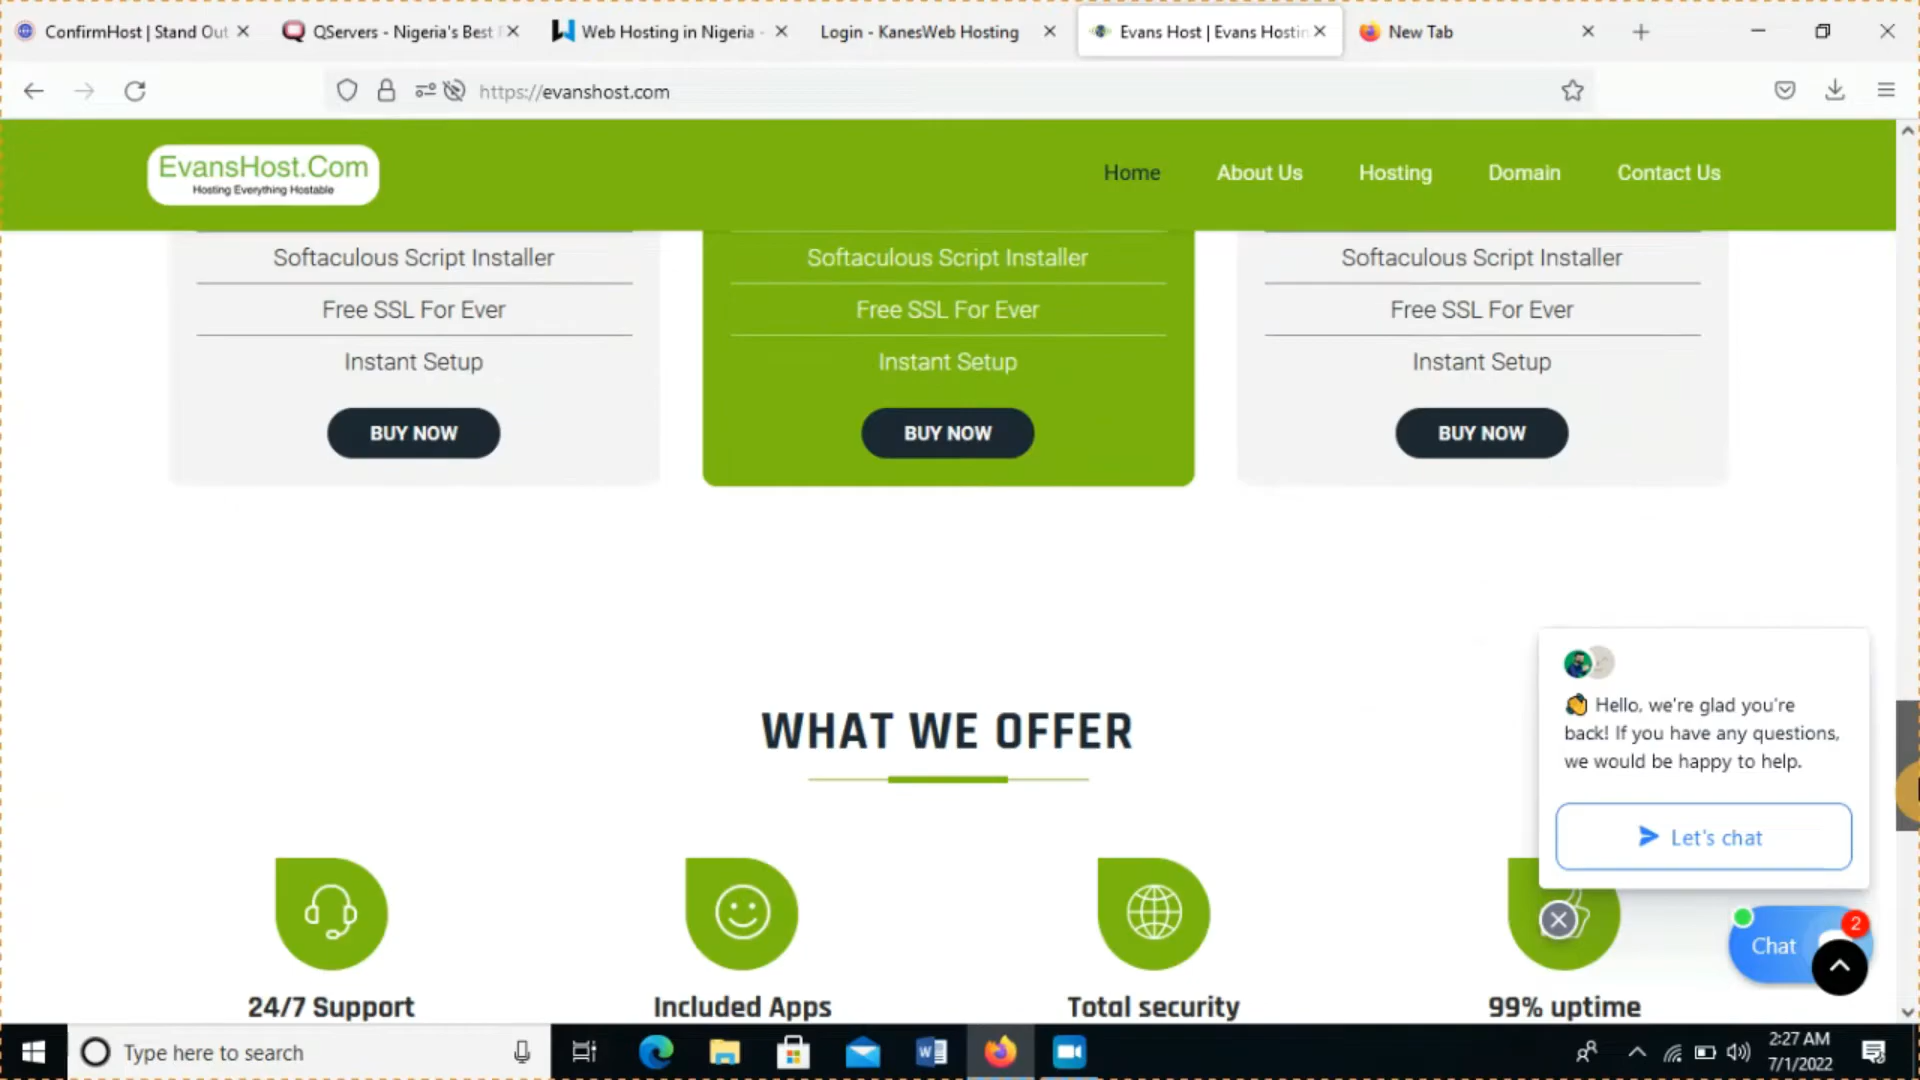 ConfirmHost | Stand Out
QServers - Nigeria's Best
Web Hosting in Nigeria -
Login - KanesWeb Hosting
Evans Host | Evans Hostin
New Tab
https://evanshost.com
EvansHost.Com
Hosting Everything Hostable
Home
About Us
Hosting
Domain
Contact Us
Softaculous Script Installer
Softaculous Script Installer
Softaculous Script Installer
Free SSL For Ever
Free SSL For Ever
Free SSL For Ever
Instant Setup
Instant Setup
Instant Setup
BUY NOW
BUY NOW
BUY NOW
WHAT WE OFFER
Hello, we're glad you're
back! If you have any questions,
we would be happy to help.
Let's chat
Chat
2
24/7 Support
Included Apps
Total security
99% uptime
Type here to search
2:27 AM
7/1/2022